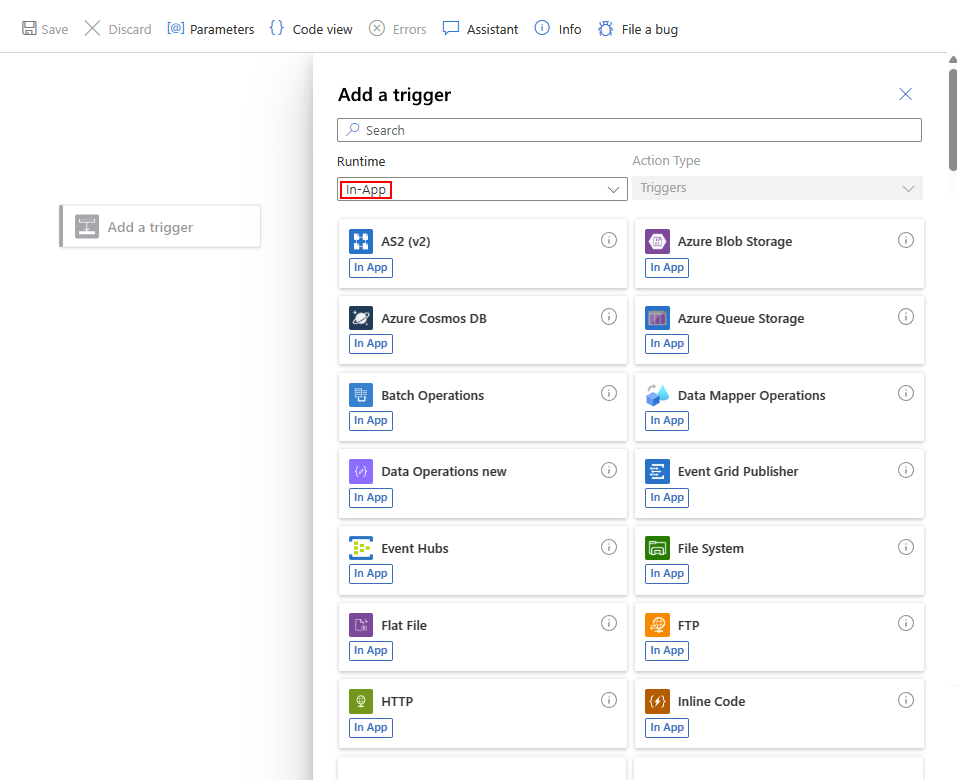 Save Discard Parameters Code view Errors Assistant Info File a bug
Add a trigger
Search
Runtime Action Type
In-App Triggers
Add a trigger
AS2 (v2) Azure Blob Storage
In App In App
Azure Cosmos DB Azure Queue Storage
In App In App
Batch Operations Data Mapper Operations
In App In App
Data Operations new Event Grid Publisher
In App In App
Event Hubs File System
In App In App
Flat File FTP
In App In App
HTTP Inline Code
In App In App